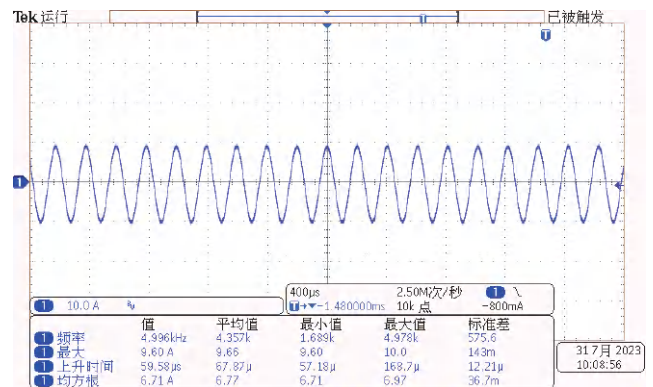 Tek 运行
已被触发
T
T
1
1 10.0 A
400μs 2.50M次/秒 1
T→▼-1.480000ms 10k 点 -800mA
值 平均值 最小值 最大值 标准差
1 频率 4.996kHz 4.357k 1.689k 4.978k 575.6
1 最大 9.60 A 9.66 9.60 10.0 143m
1 上升时间 59.58μs 67.87μ 57.18μ 168.7μ 12.21μ
1 均方根 6.71 A 6.77 6.71 6.97 36.7m
31 7月 2023
10:08:56